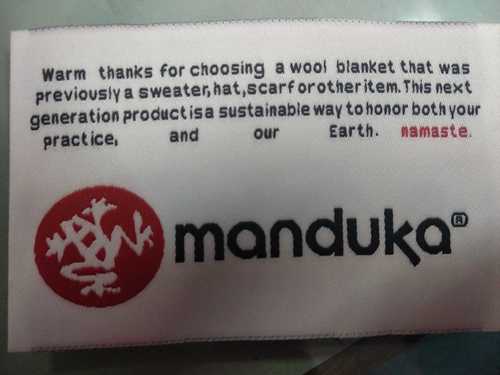 Warm thanks for choosing a wool blanket that was
previously a sweater, hat, scarf or other item. This next
generation product is a sustainable way to honor both your
practice, and our Earth. namaste.
manduka®